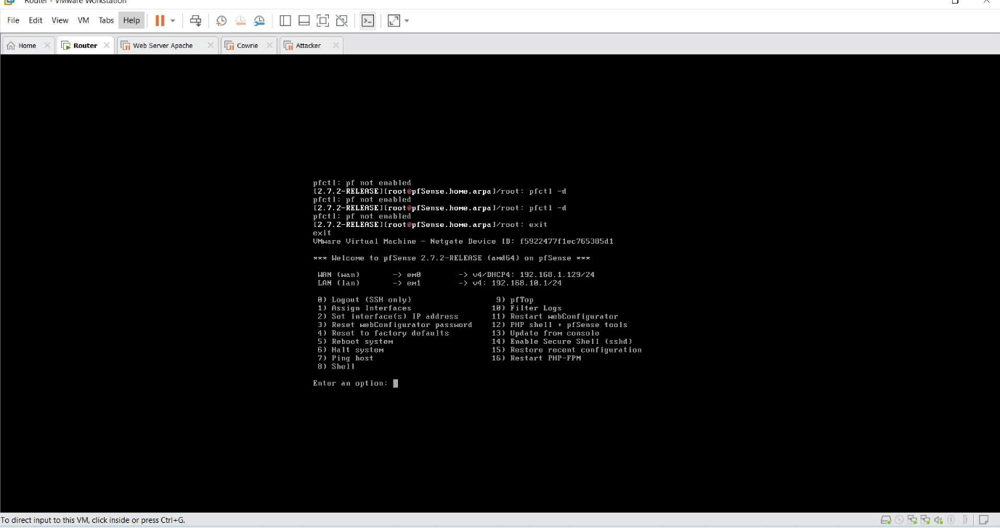 Router - VMware Workstation
File Edit View VM Tabs Help
Home Router Web Server Apache Cowrie Attacker
pfctl: pf not enabled
[2.7.2-RELEASE][root@pfSense.home.arpa]/root: pfctl -d
pfctl: pf not enabled
[2.7.2-RELEASE][root@pfSense.home.arpa]/root: pfctl -d
pfctl: pf not enabled
[2.7.2-RELEASE][root@pfSense.home.arpa]/root: exit
exit
VMware Virtual Machine - Netgate Device ID: f5922477f1ec765385d1
*** Welcome to pfSense 2.7.2-RELEASE (amd64) on pfSense ***
WAN (wan) -> em0 -> v4/DHCP4: 192.168.1.129/24
LAN (lan) -> em1 -> v4: 192.168.10.1/24
0) Logout (SSH only) 9) pfTop
1) Assign Interfaces 10) Filter Logs
2) Set interface(s) IP address 11) Restart webConfigurator
3) Reset webConfigurator password 12) PHP shell + pfSense tools
4) Reset to factory defaults 13) Update from console
5) Reboot system 14) Enable Secure Shell (sshd)
6) Halt system 15) Restore recent configuration
7) Ping host 16) Restart PHP-FPM
8) Shell
Enter an option:
To direct input to this VM, click inside or press Ctrl+G.